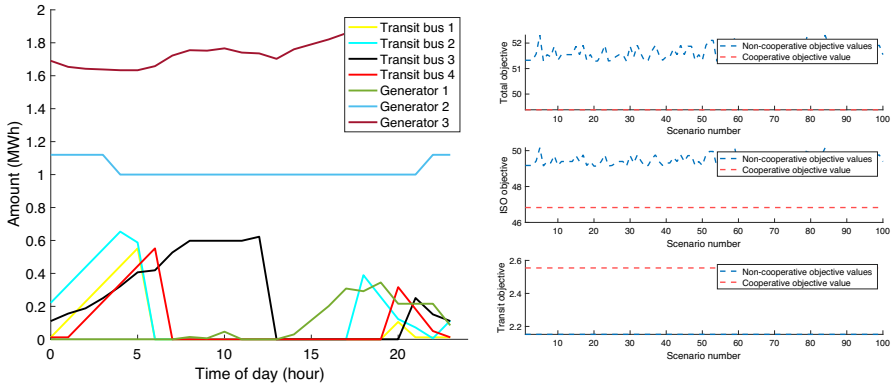 2
1.8
1.6
1.4
1.2
1
0.8
0.6
0.4
0.2
0
Amount (MWh)
0 5 10 15 20
Time of day (hour)
Transit bus 1
Transit bus 2
Transit bus 3
Transit bus 4
Generator 1
Generator 2
Generator 3
Total objective
52
51
50
10 20 30 40 50 60 70 80 90 100
Scenario number
Non-cooperative objective values
Cooperative objective value
ISO objective
50
48
46
10 20 30 40 50 60 70 80 90 100
Scenario number
Non-cooperative objective values
Cooperative objective value
Transit objective
2.6
2.4
2.2
10 20 30 40 50 60 70 80 90 100
Scenario number
Non-cooperative objective values
Cooperative objective value